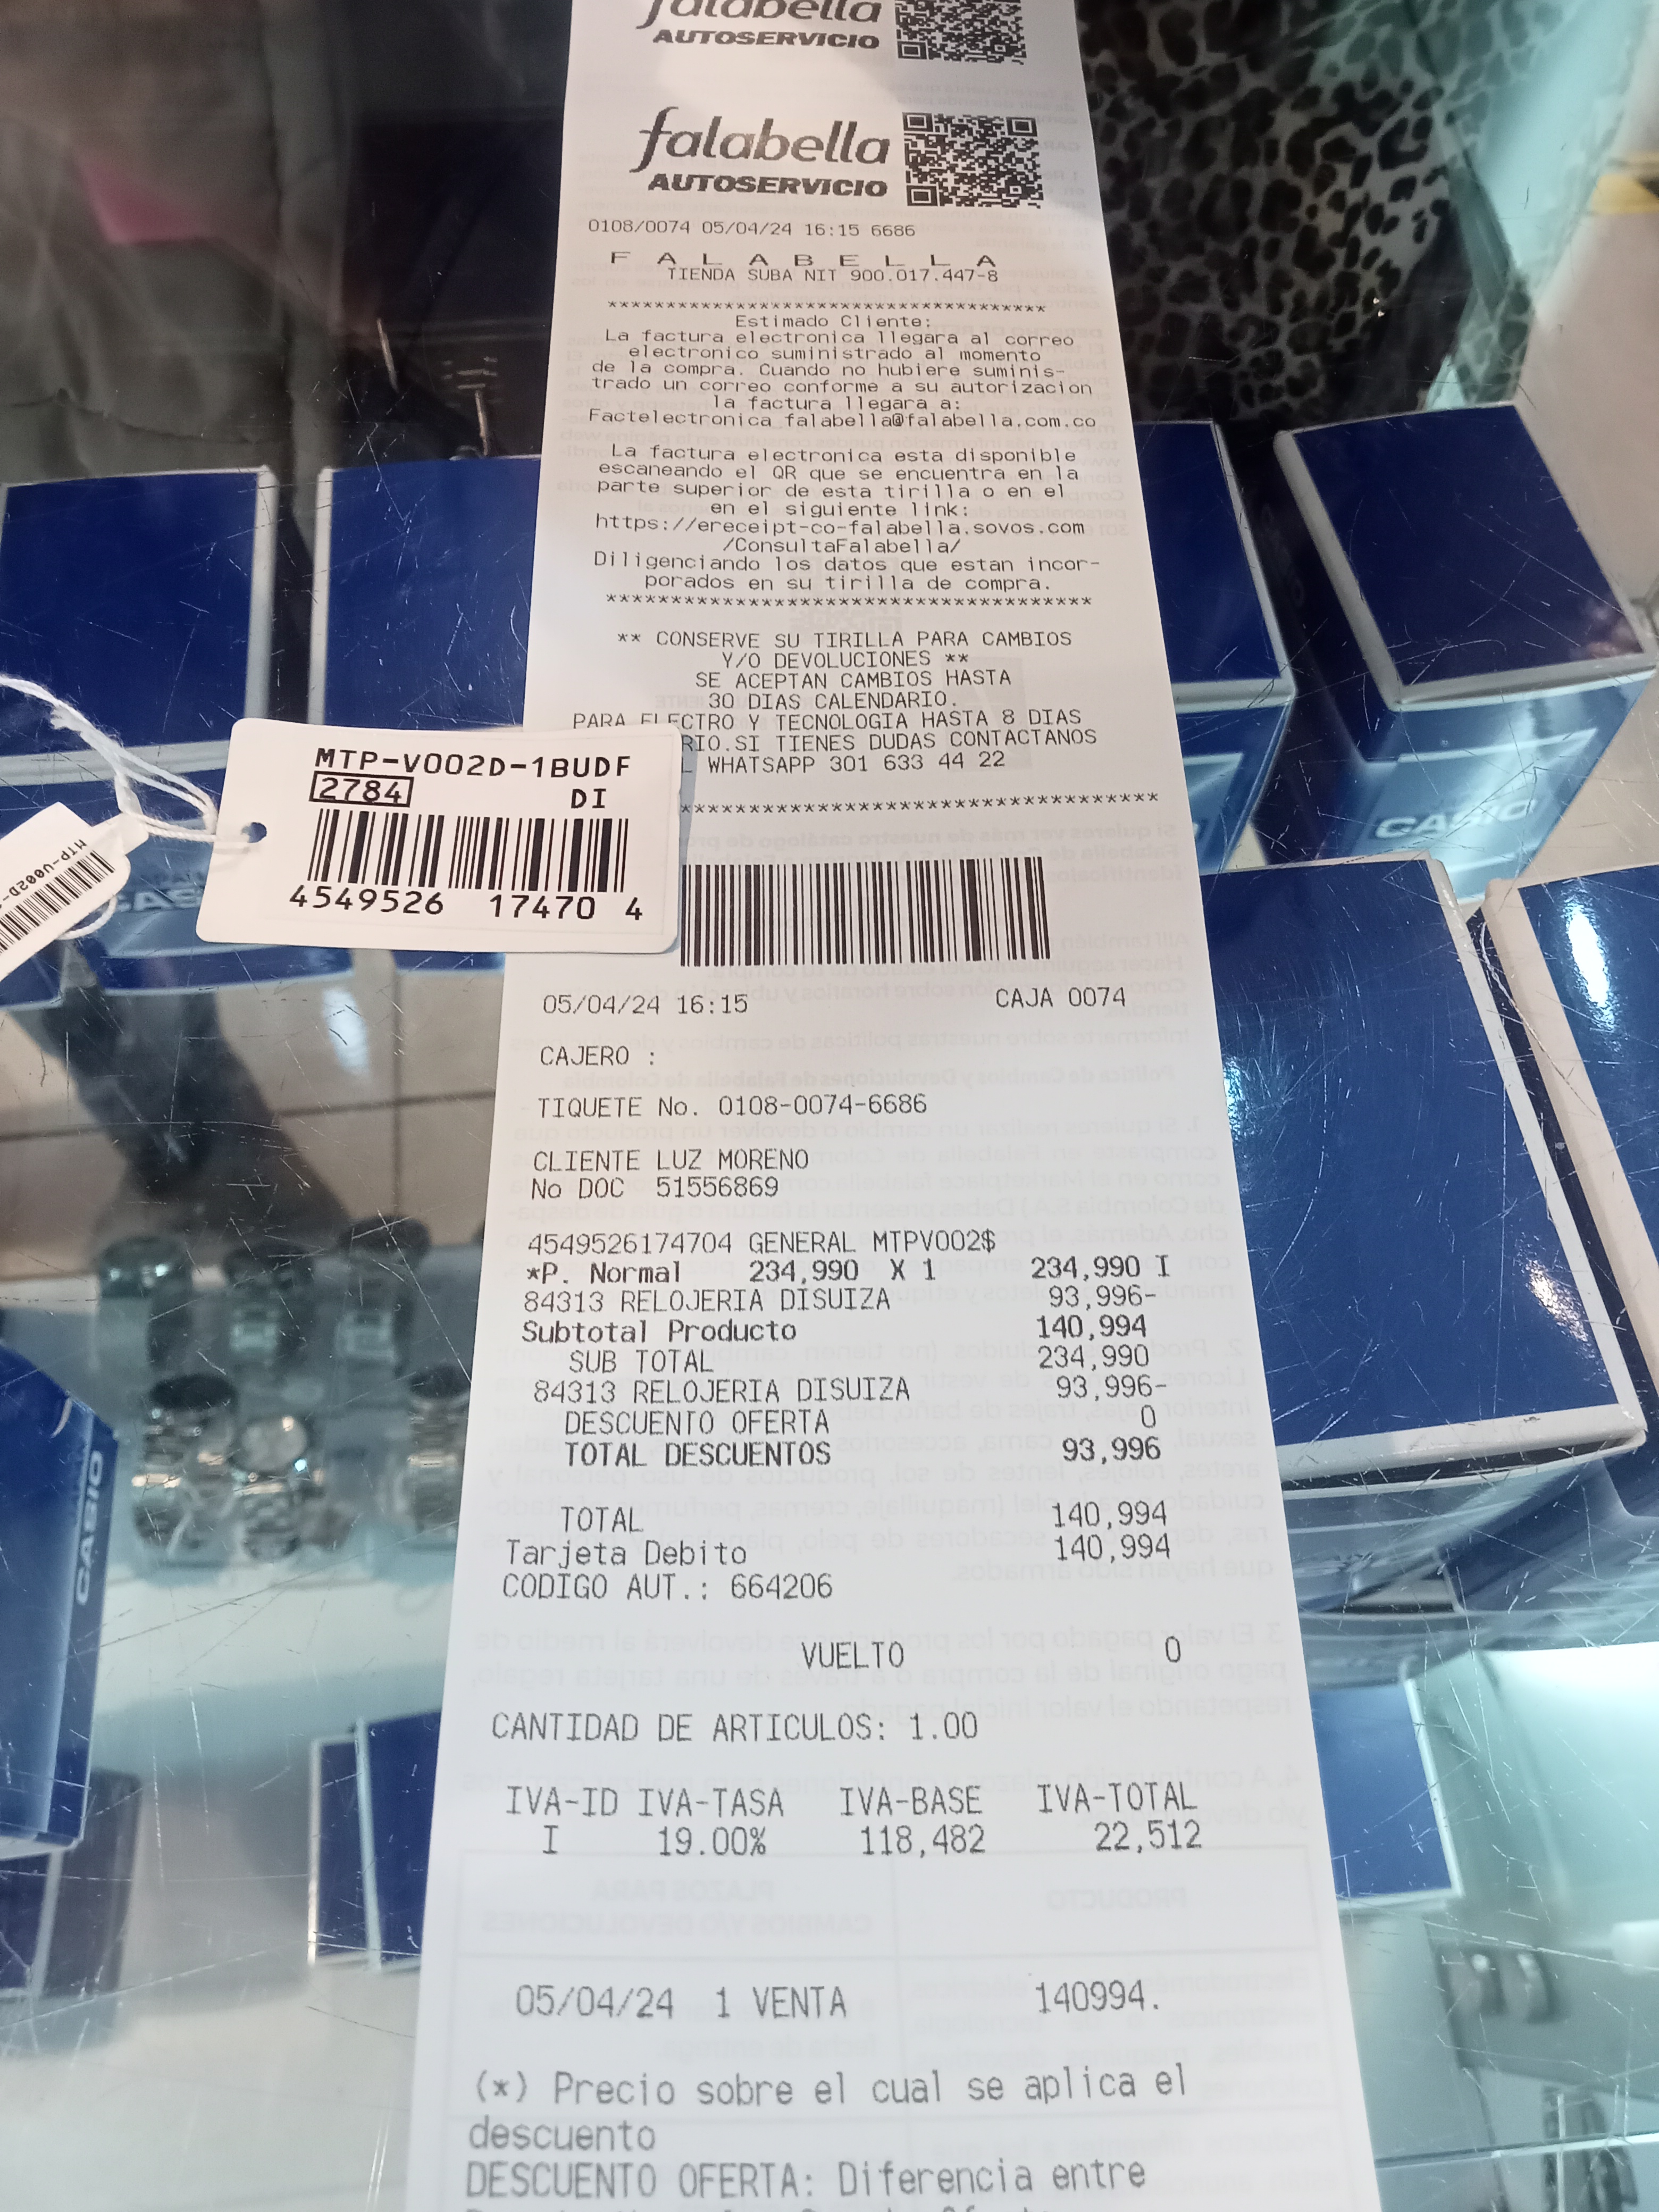 falabella
AUTOSERVICIO
falabella
AUTOSERVICIO
0108/0074 05/04/24 16:15 6686
F A L A B E L L A
TIENDA SUBA NIT 900.017.447-8
Estimado Cliente:
La factura electronica llegara al correo
electronico suministrado al momento
de la compra. Cuando no hubiere suminis-
trado un correo conforme a su autorizacion
la factura llegara a:
Factelectronica falabella@falabella.com.co
La factura electronica esta disponible
escaneando el QR que se encuentra en la
parte superior de esta tirilla o en el
en el siguiente link:
https://ereceipt-co-falabella.sovos.com
/ConsultaFalabella/
Diligenciando los datos que estan incor-
porados en su tirilla de compra.
** CONSERVE SU TIRILLA PARA CAMBIOS
Y/O DEVOLUCIONES **
SE ACEPTAN CAMBIOS HASTA
30 DIAS CALENDARIO.
PARA ELECTRO Y TECNOLOGIA HASTA 8 DIAS
RIO.SI TIENES DUDAS CONTACTANOS
L WHATSAPP 301 633 44 22
MTP-V002D-1BUDF
2784 DI
4549526 17470 4
MTP-V002D-
CASIO
CASIO
05/04/24 16:15 CAJA 0074
CAJERO :
TIQUETE No. 0108-0074-6686
CLIENTE LUZ MORENO
No DOC 51556869
4549526174704 GENERAL MTPV002$
*P. Normal 234,990 X 1 234,990 I
84313 RELOJERIA DISUIZA 93,996-
Subtotal Producto 140,994
SUB TOTAL 234,990
84313 RELOJERIA DISUIZA 93,996-
DESCUENTO OFERTA 0
TOTAL DESCUENTOS 93,996
TOTAL 140,994
Tarjeta Debito 140,994
CODIGO AUT.: 664206
CASIO
VUELTO 0
CANTIDAD DE ARTICULOS: 1.00
IVA-ID IVA-TASA IVA-BASE IVA-TOTAL
I 19.00% 118,482 22,512
05/04/24 1 VENTA 140994.
(*) Precio sobre el cual se aplica el
descuento
DESCUENTO OFERTA: Diferencia entre